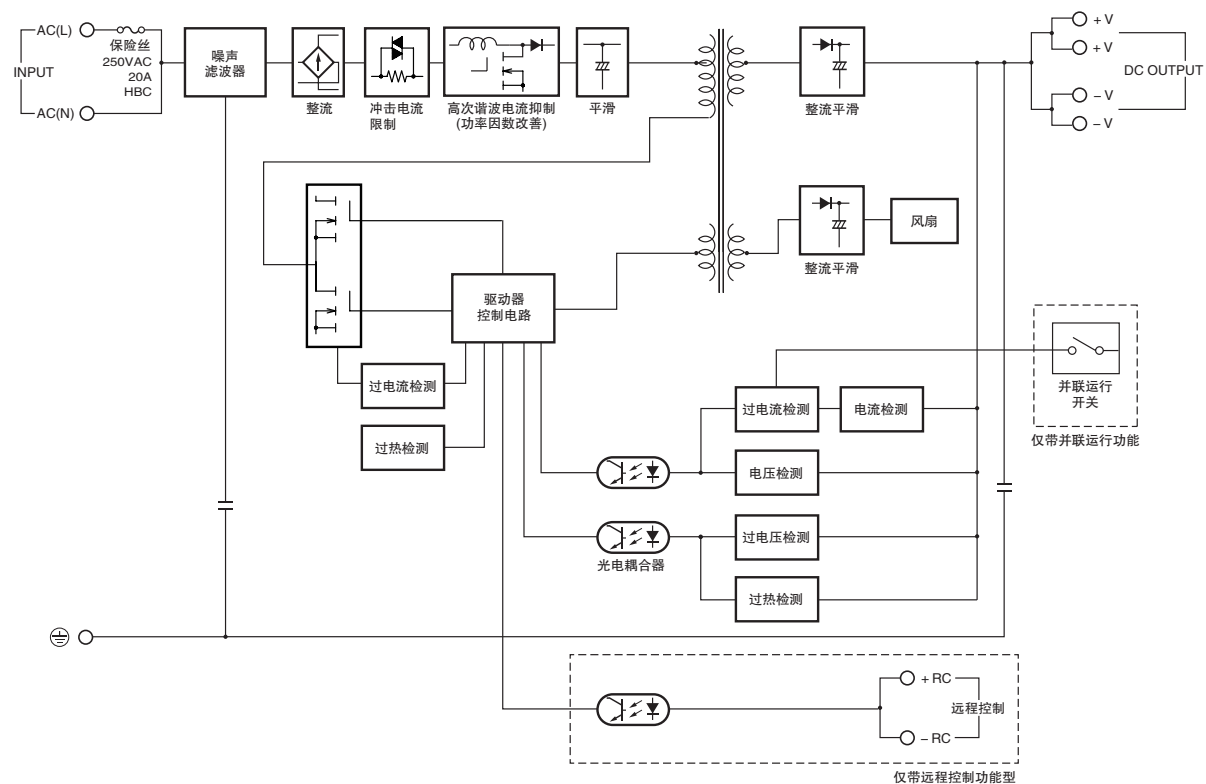 AC(L)
保险丝
250VAC
20A
HBC
INPUT
AC(N)
噪声
滤波器
整流
冲击电流
限制
高次谐波电流抑制
(功率因数改善)
平滑
整流平滑
+ V
+ V
DC OUTPUT
– V
– V
整流平滑
风扇
驱动器
控制电路
过电流检测
过热检测
过电流检测
电流检测
并联运行
开关
仅带并联运行功能
电压检测
过电压检测
光电耦合器
过热检测
+ RC
远程控制
– RC
仅带远程控制功能型